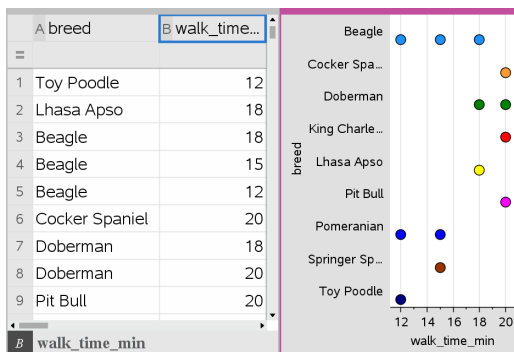 A breed B walk_time...
=
1 Toy Poodle 12
2 Lhasa Apso 18
3 Beagle 18
4 Beagle 15
5 Beagle 12
6 Cocker Spaniel 20
7 Doberman 18
8 Doberman 20
9 Pit Bull 20
B walk_time_min
breed
Beagle
Cocker Spa...
Doberman
King Charle...
Lhasa Apso
Pit Bull
Pomeranian
Springer Sp...
Toy Poodle
12 14 16 18 20
walk_time_min